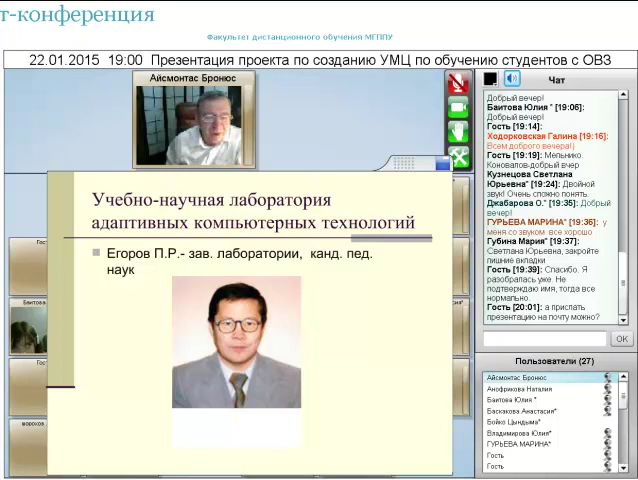 т-конференция
Факультет дистанционного обучения МГППУ
22.01.2015 19:00 Презентация проекта по созданию УМЦ по обучению студентов с ОВЗ
Айсмонтас Бронюс
Учебно-научная лаборатория
адаптивных компьютерных технологий
Егоров П.Р.- зав. лаборатории, канд. пед.
наук
Гос
Баитова
Гост
Чат
Добрый вечер!
Баитова Юлия * [19:06]:
Добрый вечер!
Гость [19:14]:
Ходорковская Галина [19:16]:
Всем доброго вечера!)
Гость [19:19]: Мельнико.
Коновалов-добрый вечер
Кузнецова Светлана
Юрьевна* [19:24]: Двойной
звук! Очень сложно понять.
Джабарова О.* [19:35]: Добрый
вечер!
ГУРЬЕВА МАРИНА* [19:36]: у
меня со звуком все хорошо
Губина Мария* [19:37]:
Светлана Юрьевна, закройте
лишние вкладки
Гость [19:39]: Спасибо. Я
разобралась уже. Не
подтверждаю имя, тогда все
нормально.
Гость [20:01]: а прислать
презентацию на почту можно?
OK
Пользователи (27)
Айсмонтас Бронюс
Анофрикова Наталия
Баитова Юлия *
Баскакова Анастасия*
Бойко Цындыма*
Владимирова Юлия*
ГУРЬЕВА МАРИНА*
Гость
Гость